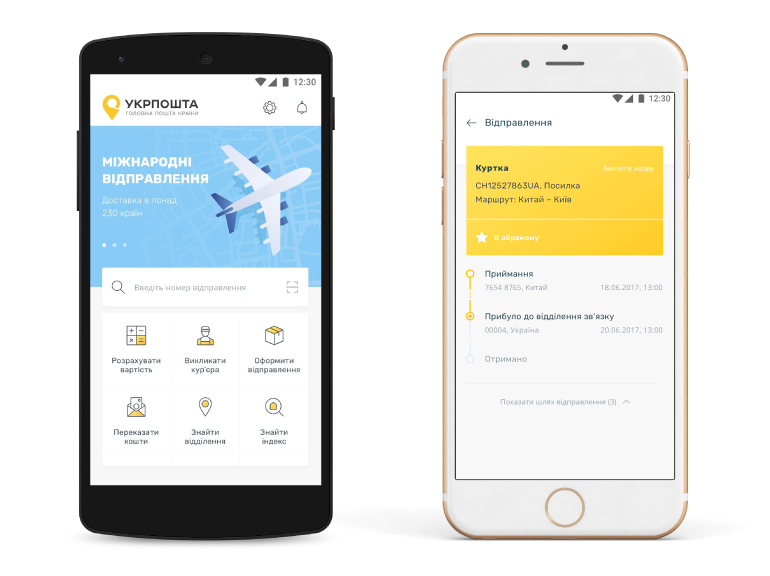 12:30
УКРПОШТА
ГОЛОВНА ПОШТА КРАЇНИ
МІЖНАРОДНІ
ВІДПРАВЛЕННЯ
Доставка в понад
230 країн
Введіть номер відправлення
Розрахувати
вартість
Викликати
кур'єра
Оформити
відправлення
Переказати
кошти
Знайти
відділення
Знайти
індекс
12:30
Відправлення
Куртка
Змінити назву
CH12527863UA, Посилка
Маршрут: Китай – Київ
В обраному
Приймання
7654 8765, Китай
18.06.2017, 13:00
Прибуло до відділення зв'язку
00004, Україна
20.06.2017, 13:00
Отримано
Показати шлях відправлення (3)